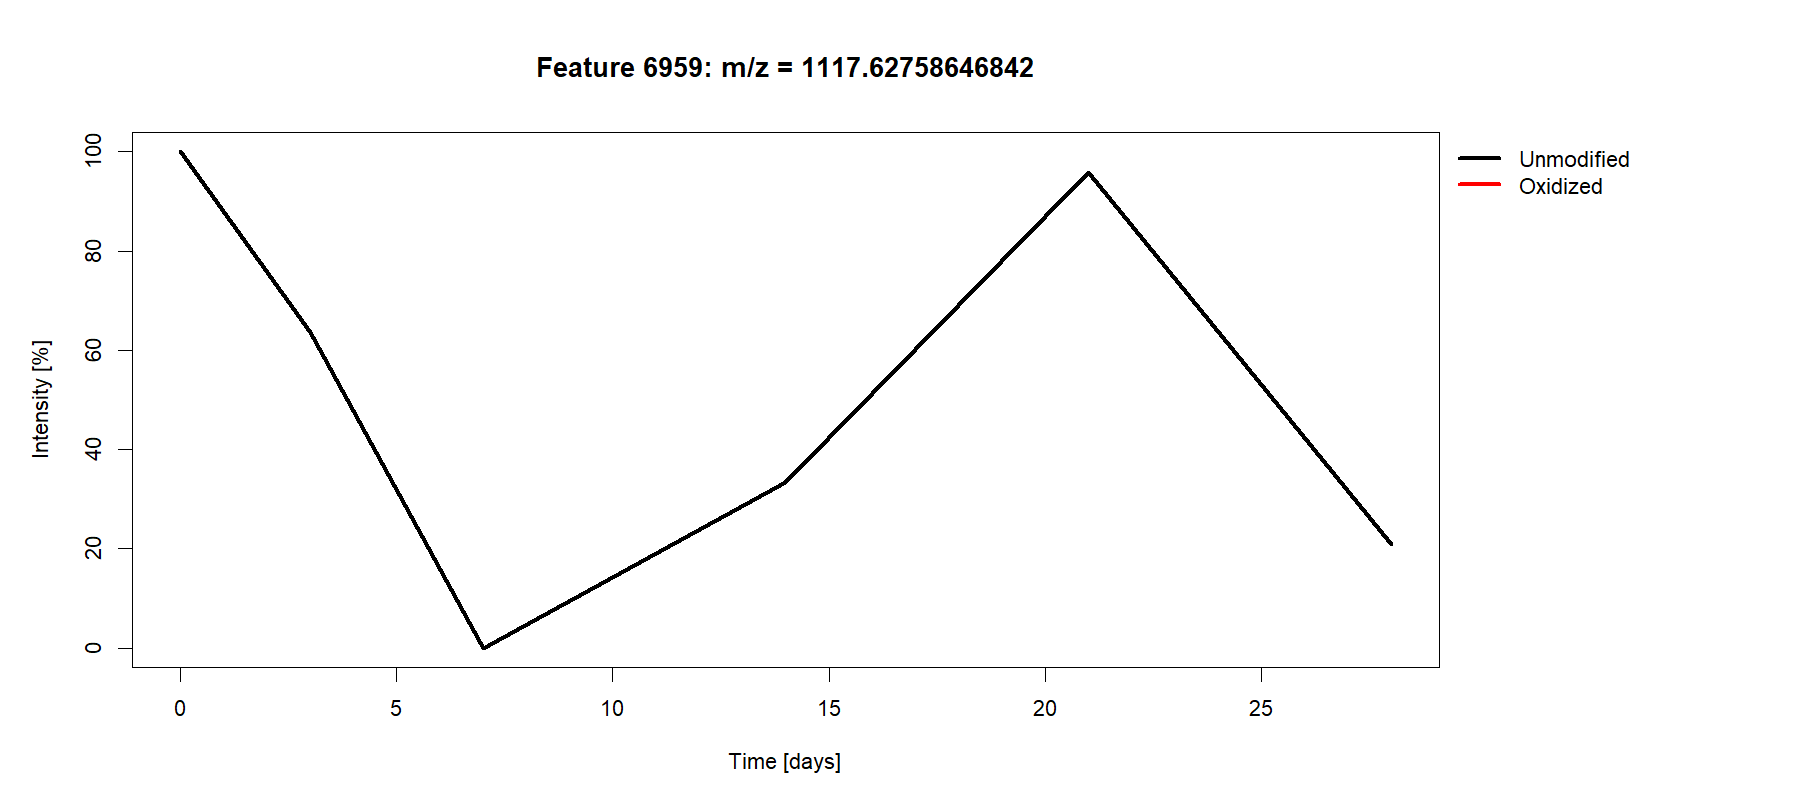 Feature 6959: m/z = 1117.62758646842
Unmodified
Oxidized
Intensity [%]
100
80
60
40
20
0
0 5 10 15 20 25
Time [days]